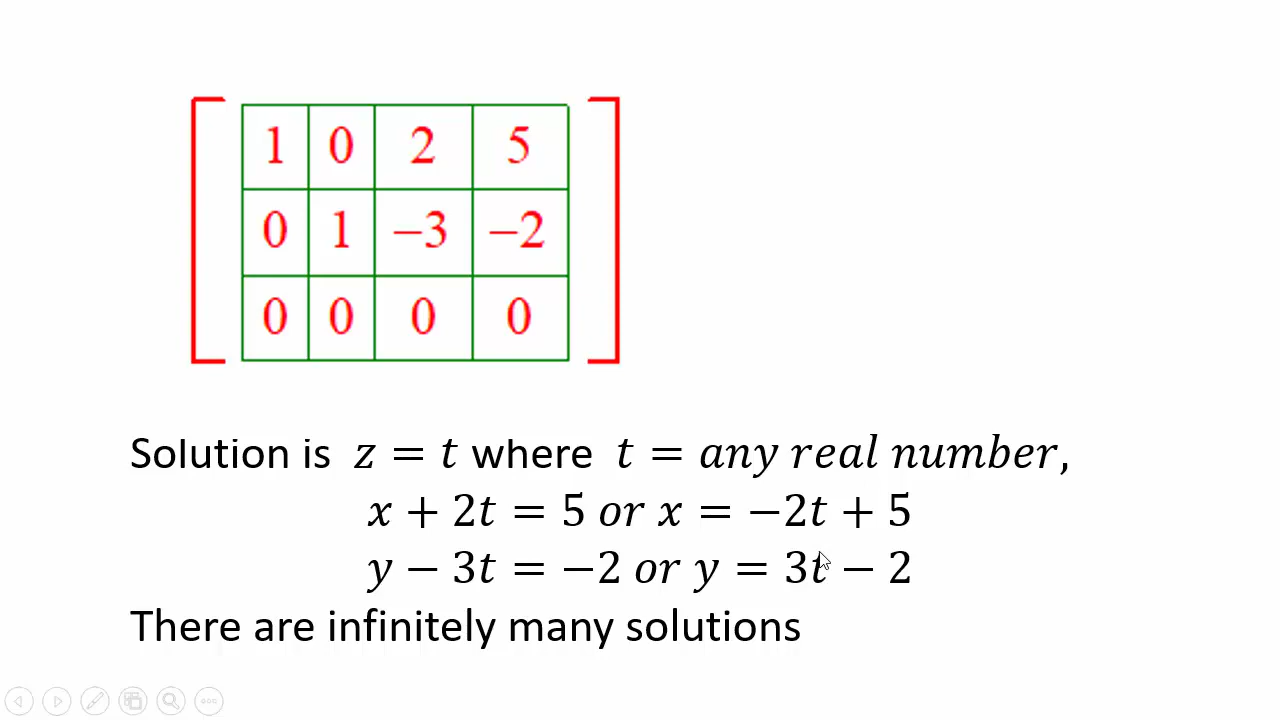 1 0 2 5
0 1 −3 −2
0 0 0 0
Solution is z = t where t = any real number,
x + 2t = 5 or x = −2t + 5
y − 3t = −2 or y = 3t − 2
There are infinitely many solutions